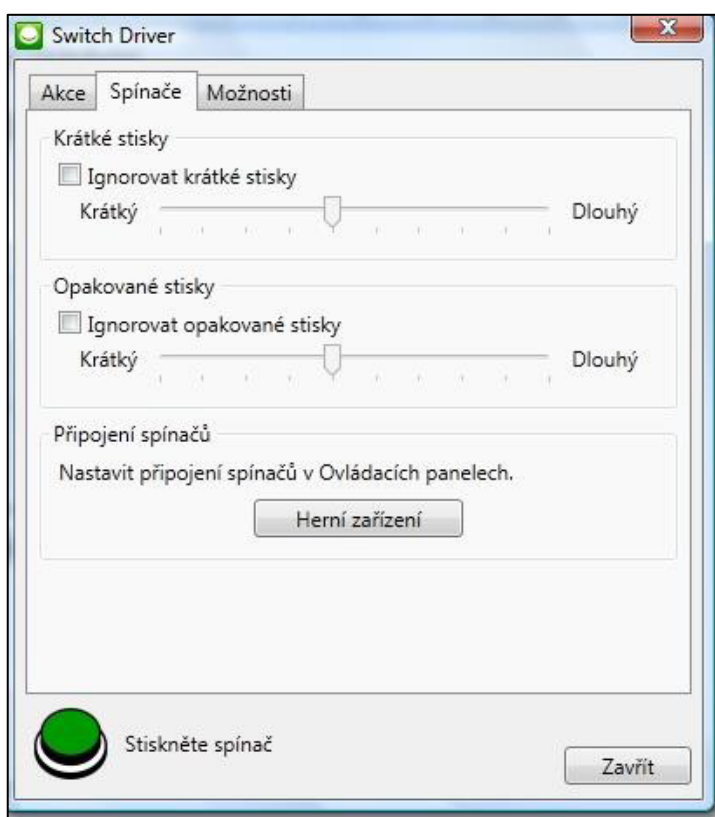 Switch Driver
Akce Spínače Možnosti
Krátké stisky
Ignorovat krátké stisky
Krátký Dlouhý
Opakované stisky
Ignorovat opakované stisky
Krátký Dlouhý
Připojení spínačů
Nastavit připojení spínačů v Ovládacích panelech.
Herní zařízení
Stiskněte spínač
Zavřít